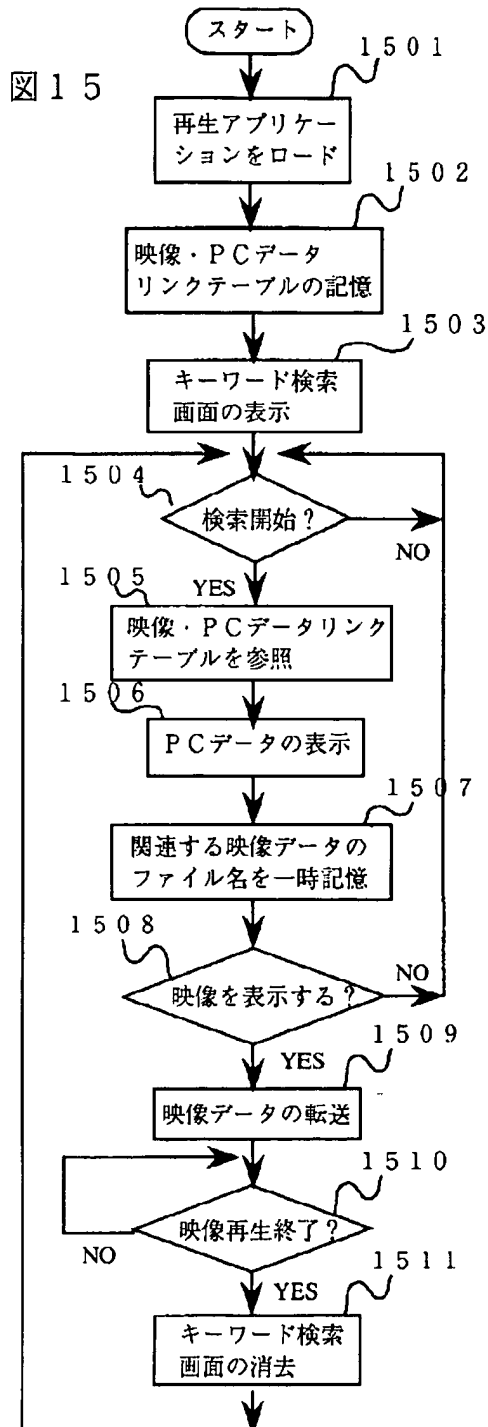 スタート
1501
図15
再生アプリケー
ションをロード
1502
映像・PCデータ
リンクテーブルの記憶
1503
キーワード検索
画面の表示
1504
検索開始？
NO
1505
YES
映像・PCデータリンク
テーブルを参照
1506
PCデータの表示
1507
関連する映像データの
ファイル名を一時記憶
1508
映像を表示する？
NO
YES
1509
映像データの転送
1510
映像再生終了？
NO
YES
1511
キーワード検索
画面の消去